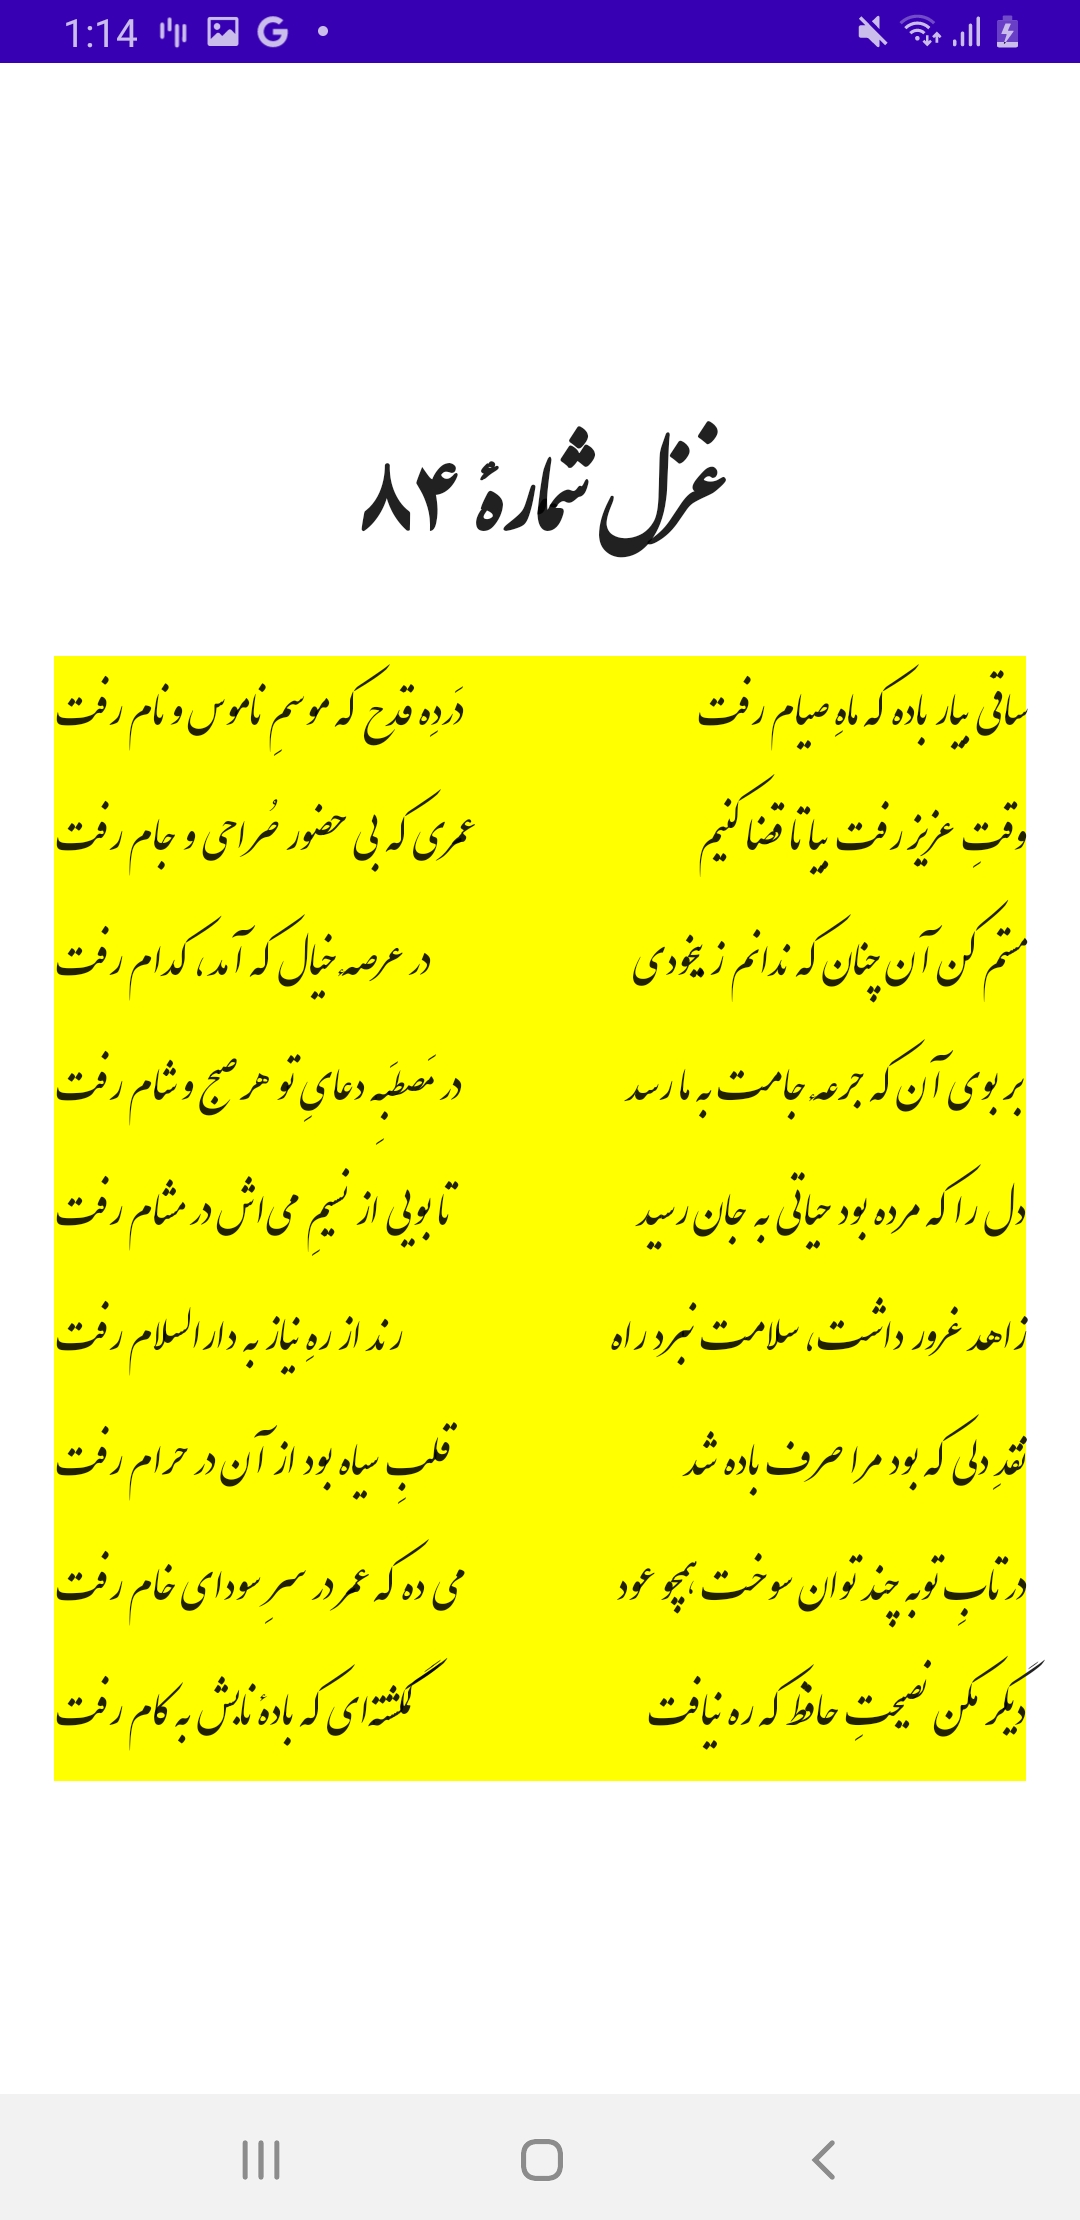 1:14
غزل شمارهٔ ۸۴
ساقی بیار باده که ماهِ صیام رفت
دَردِه قدح که موسمِ ناموس و نام رفت
وقتِ عزیز رفت بیا تا قضا کنیم
عمری که بی حضور صُراحی و جام رفت
مستم کن آن چنان که ندانم ز بیخودی
در عرصهٔ خیال که آمد، کدام رفت
بر بوی آن که جرعهٔ جامت به ما رسد
در مَصطَبِه دعایِ تو هر صبح و شام رفت
دل را که مرده بود حیاتی به جان رسید
تا بویی از نسیمِ می‌اش در مشام رفت
زاهد غرور داشت، سلامت نبرد راه
رند از رهِ نیاز به دارالسلام رفت
نقدِ دلی که بود مرا صرف باده شد
قلبِ سیاه بود از آن در حرام رفت
در تابِ توبه چند توان سوخت همچو عود
می ده که عمر در سرِ سودای خام رفت
دیگر مکن نصیحتِ حافظ که ره نیافت
گمگشته‌ای که بادهٔ نابش به کام رفت